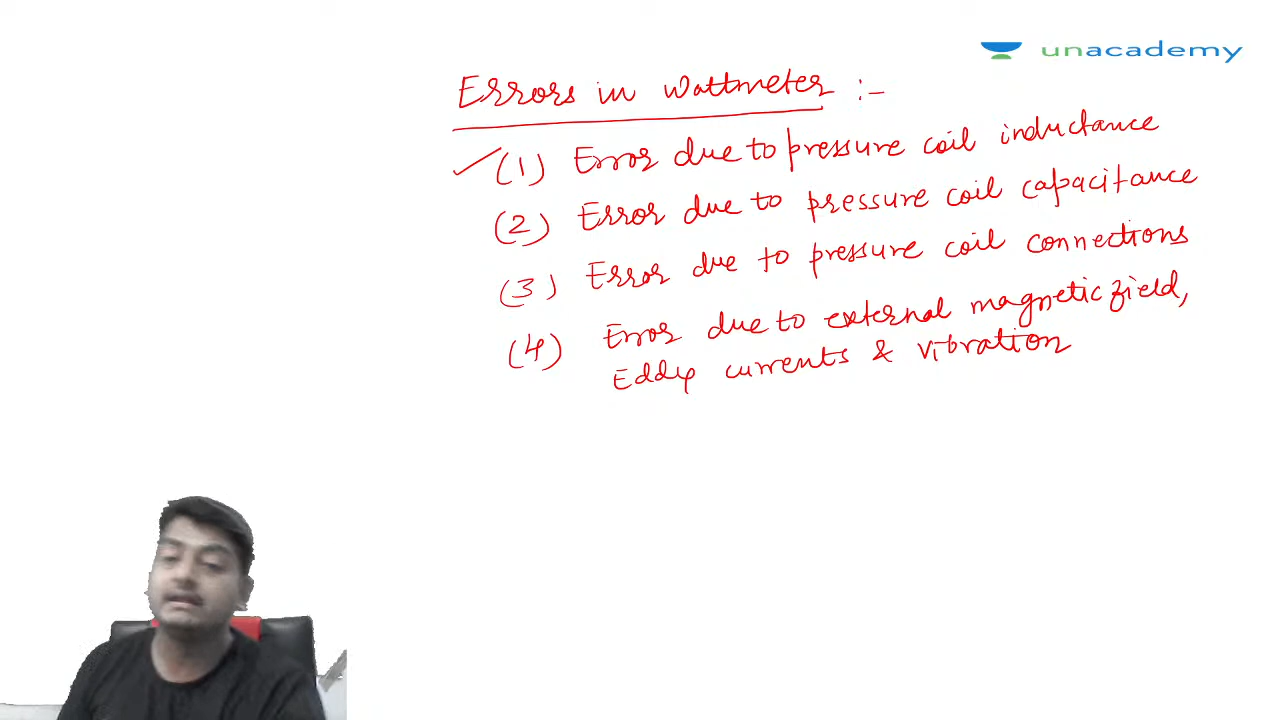 unacademy
Errors in Wattmeter :-
(1) Error due to pressure coil inductance
(2) Error due to pressure coil capacitance
(3) Error due to pressure coil connections
(4) Error due to external magnetic field,
Eddy currents & vibration